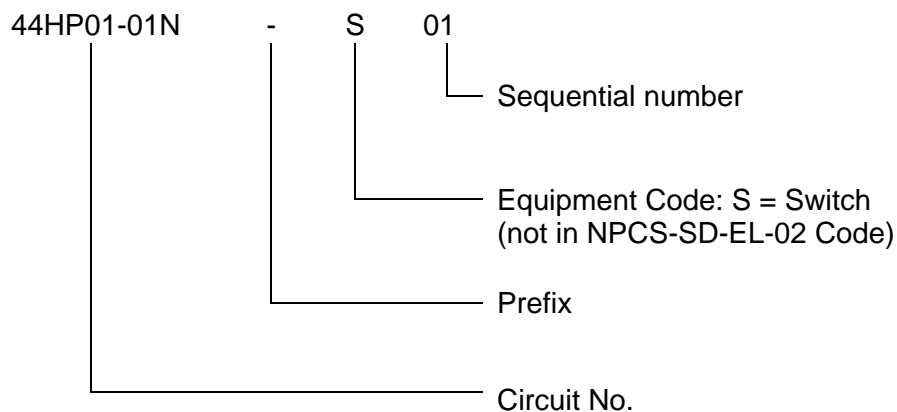 44HP01-01N - S 01
Sequential number
Equipment Code: S = Switch
(not in NPCS-SD-EL-02 Code)
Prefix
Circuit No.